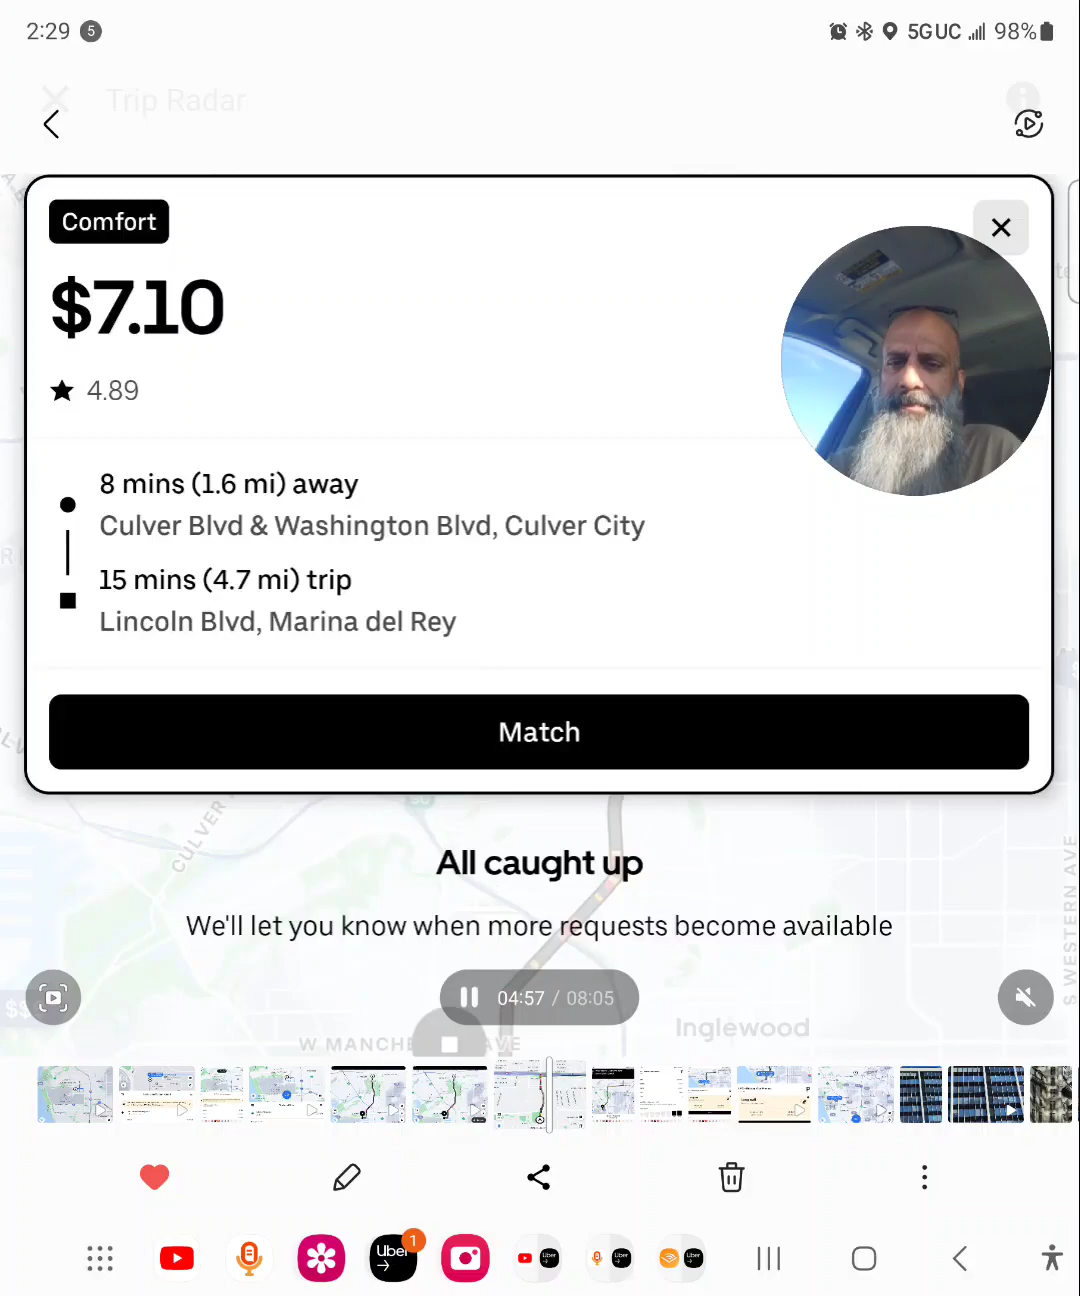 2:29 5
5G UC 98%
Trip Radar
Comfort
$7.10
4.89
8 mins (1.6 mi) away
Culver Blvd & Washington Blvd, Culver City
15 mins (4.7 mi) trip
Lincoln Blvd, Marina del Rey
Match
CULVER
All caught up
We'll let you know when more requests become available
S WESTERN AVE
04:57 / 08:05
$$
Inglewood
W MANCHE AVE
Uber
1